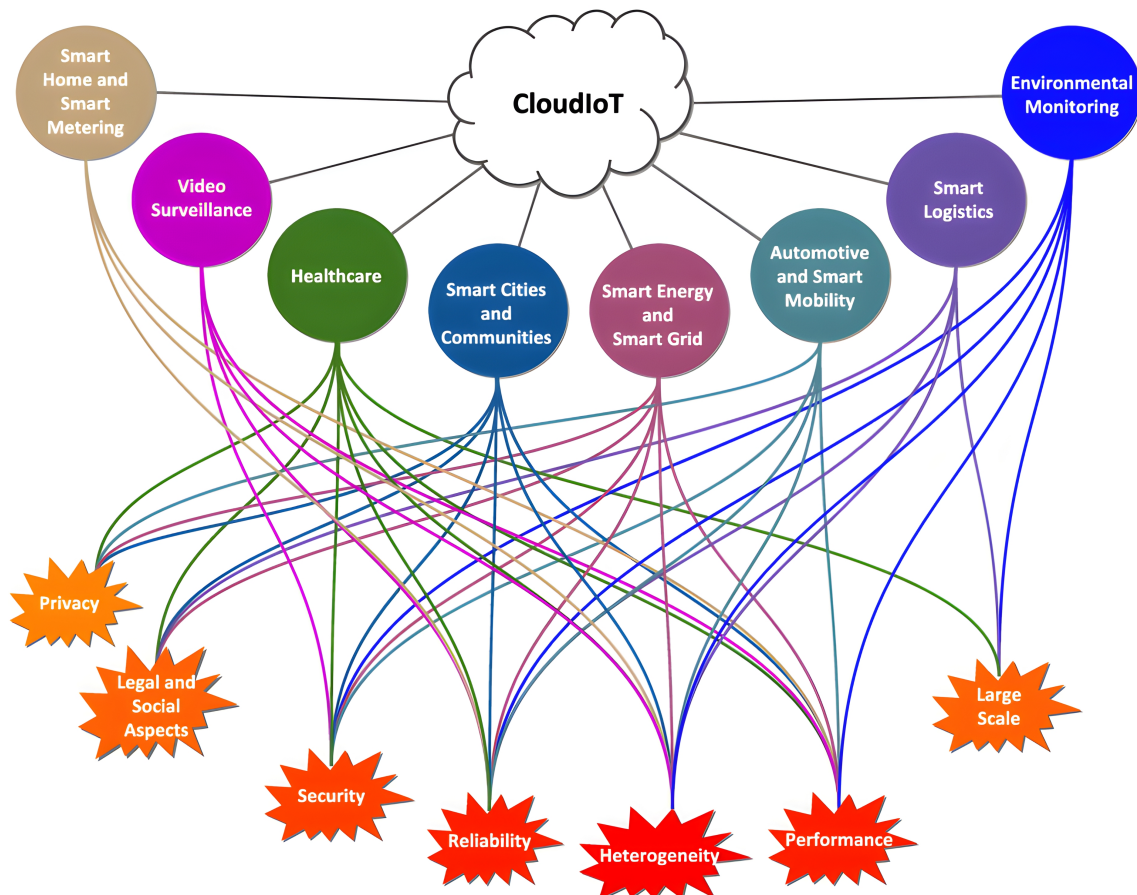 CloudIoT
Smart
Home and
Smart
Metering
Video
Surveillance
Healthcare
Smart Cities
and
Communities
Smart Energy
and
Smart Grid
Automotive
and Smart
Mobility
Smart
Logistics
Environmental
Monitoring
Privacy
Legal and
Social
Aspects
Security
Reliability
Heterogeneity
Performance
Large
Scale